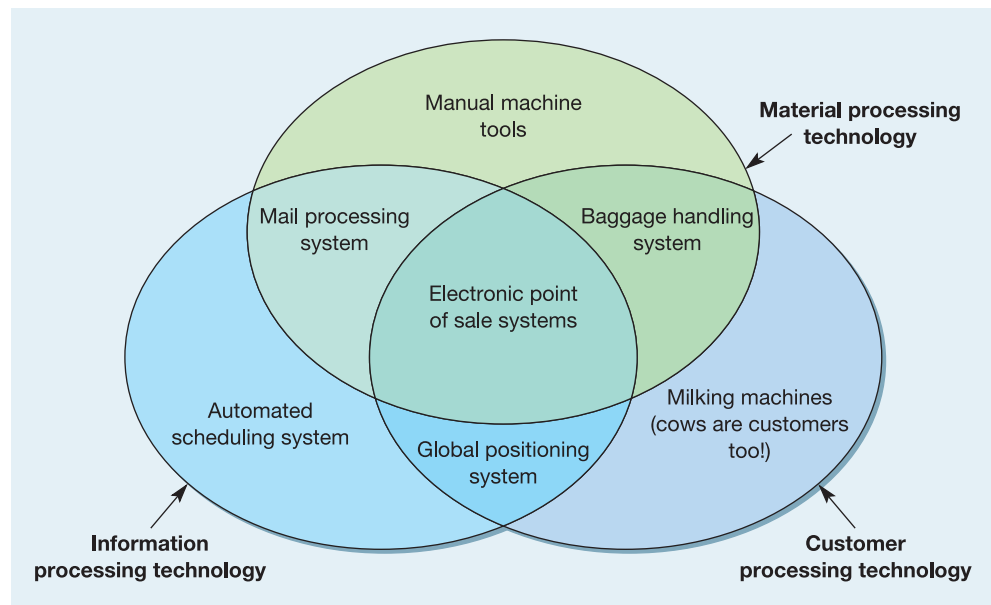 Manual machine
tools
Material processing
technology
Mail processing
system
Baggage handling
system
Electronic point
of sale systems
Automated
scheduling system
Milking machines
(cows are customers
too!)
Global positioning
system
Information
processing technology
Customer
processing technology